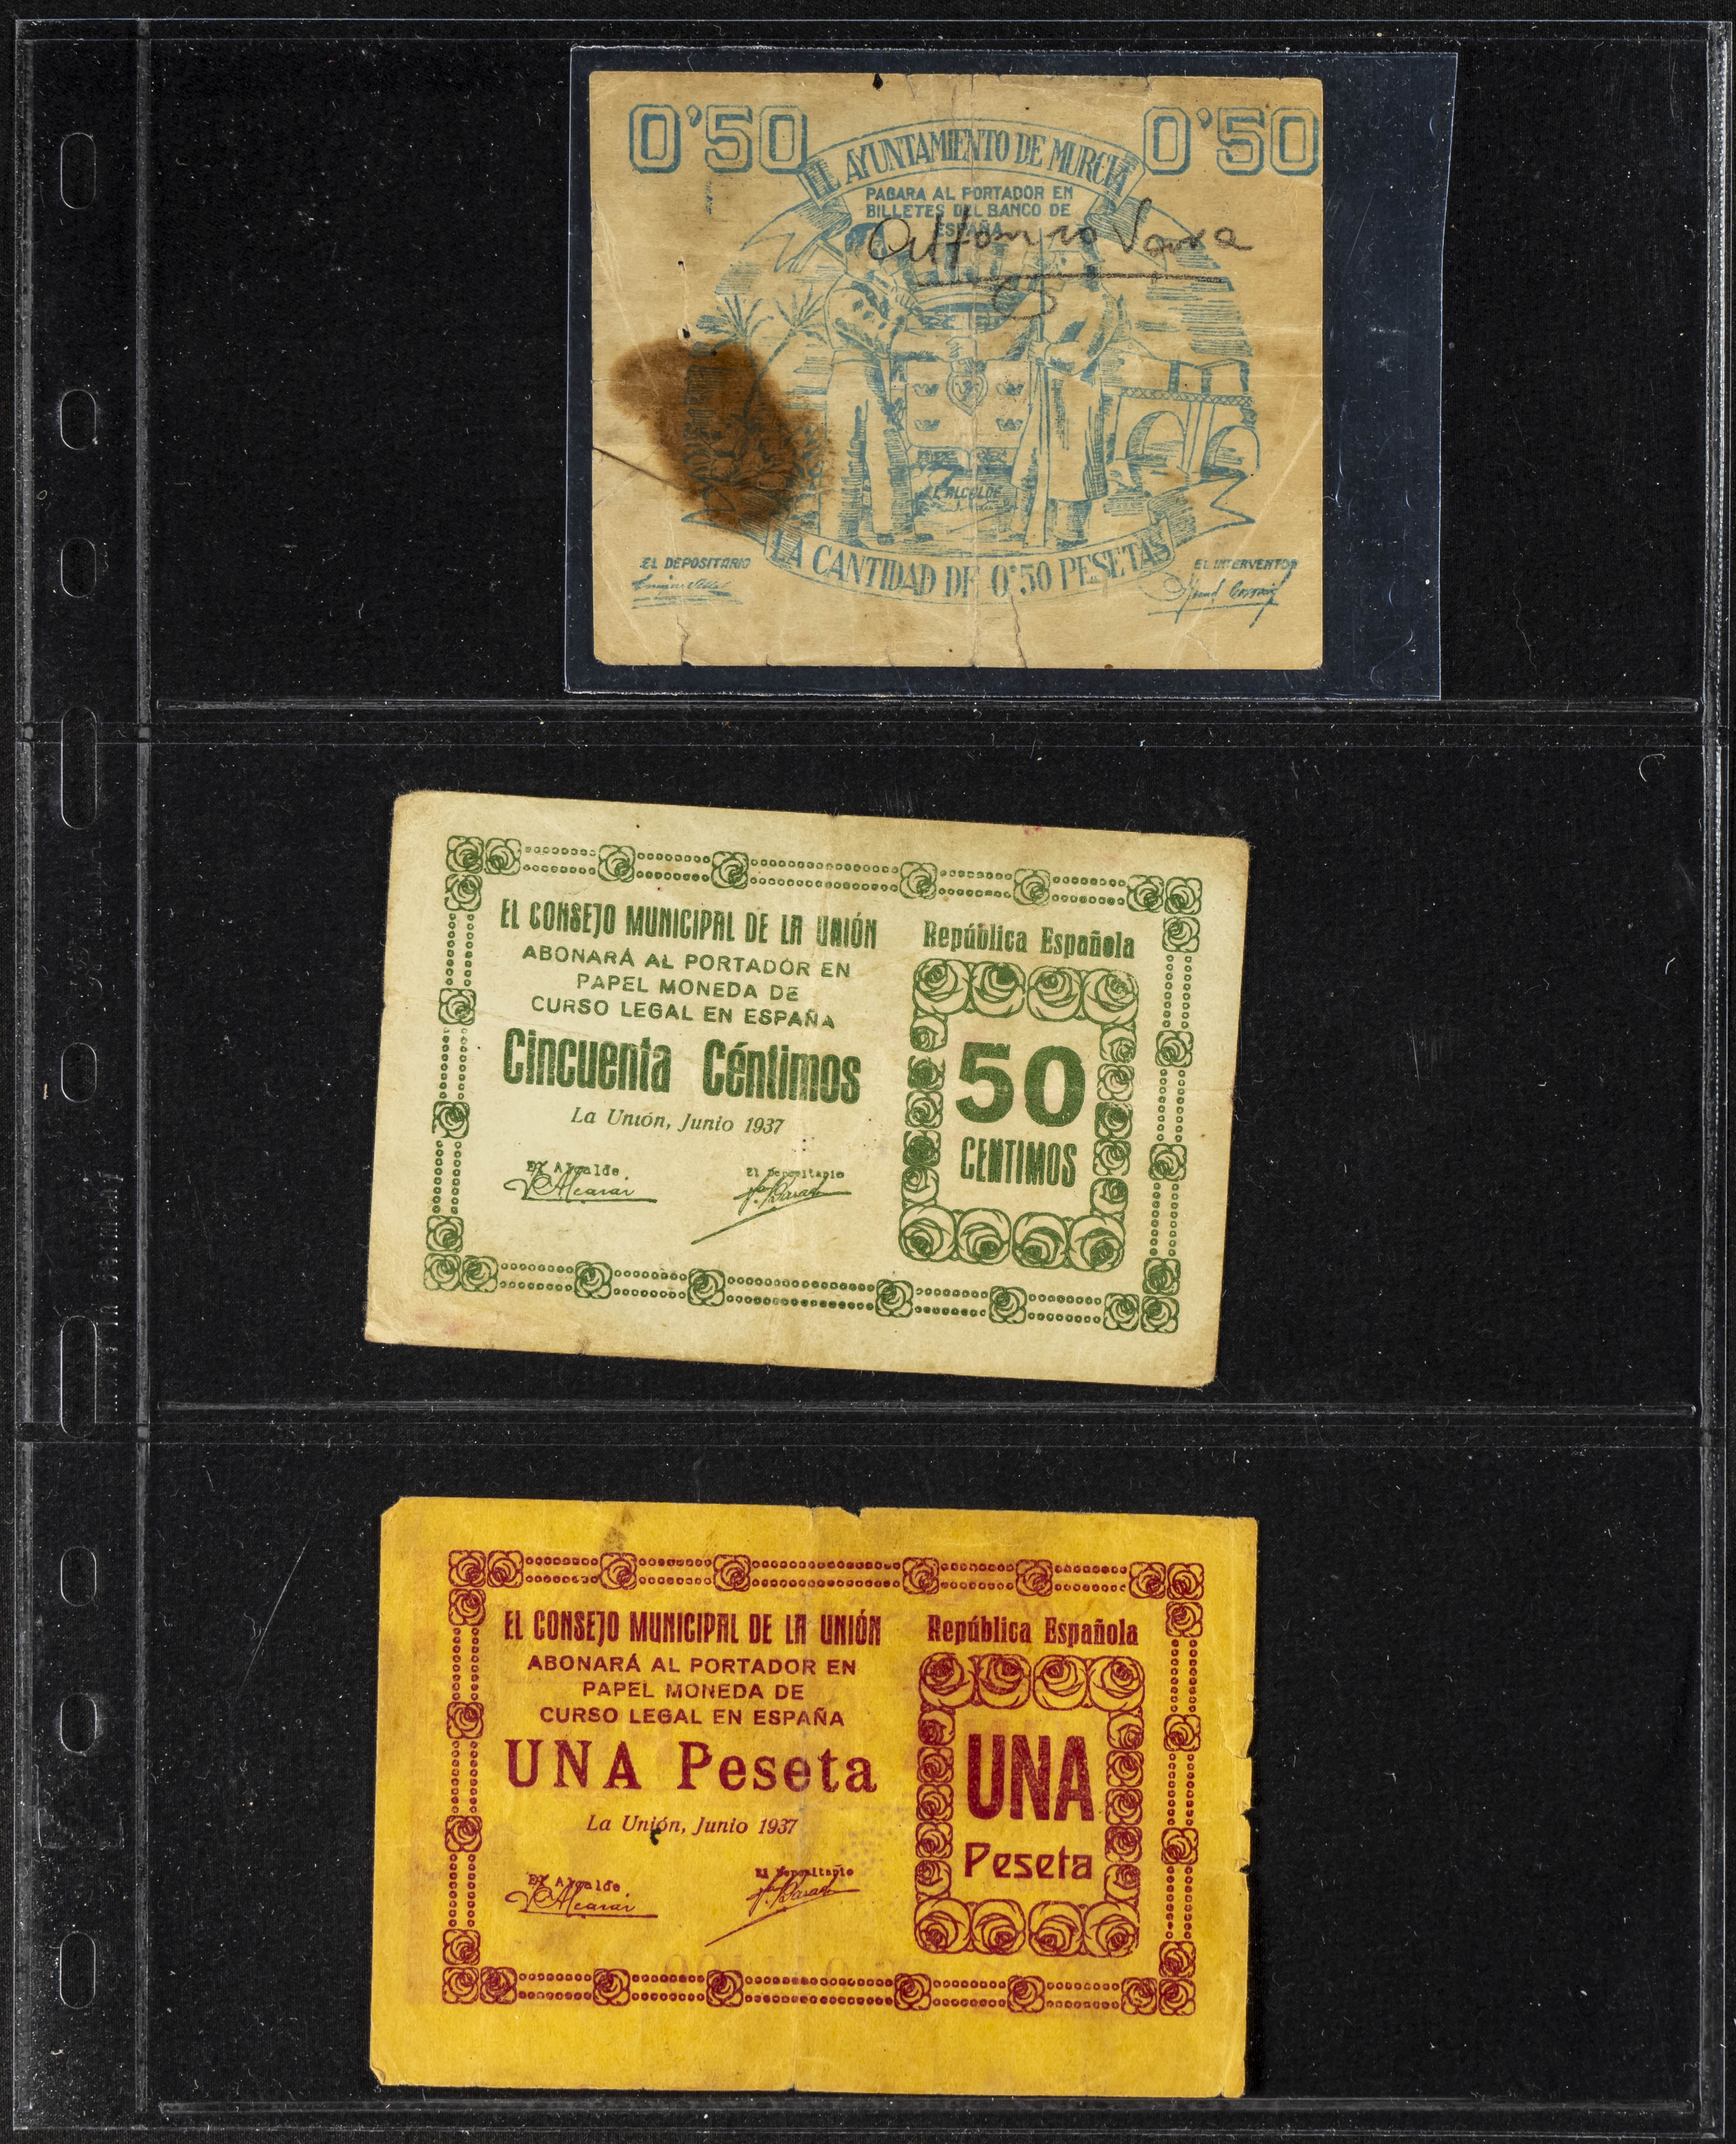 0'50
0'50
EL AYUNTAMIENTO DE MURCIA
PAGARA AL PORTADOR EN
BILLETES DEL BANCO DE
ESPAÑA
EL ALCALDE
LA CANTIDAD DE 0'50 PESETAS
EL DEPOSITARIO
EL INTERVENTOR
EL CONSEJO MUNICIPAL DE LA UNIÓN
ABONARÁ AL PORTADOR EN
PAPEL MONEDA DE
CURSO LEGAL EN ESPAÑA
Cincuenta Céntimos
La Unión, Junio 1937
El Alcalde
El Depositario
República Española
50
CENTIMOS
EL CONSEJO MUNICIPAL DE LA UNIÓN
ABONARÁ AL PORTADOR EN
PAPEL MONEDA DE
CURSO LEGAL EN ESPAÑA
UNA Peseta
La Unión, Junio 1937
El Alcalde
El Depositario
República Española
UNA
Peseta